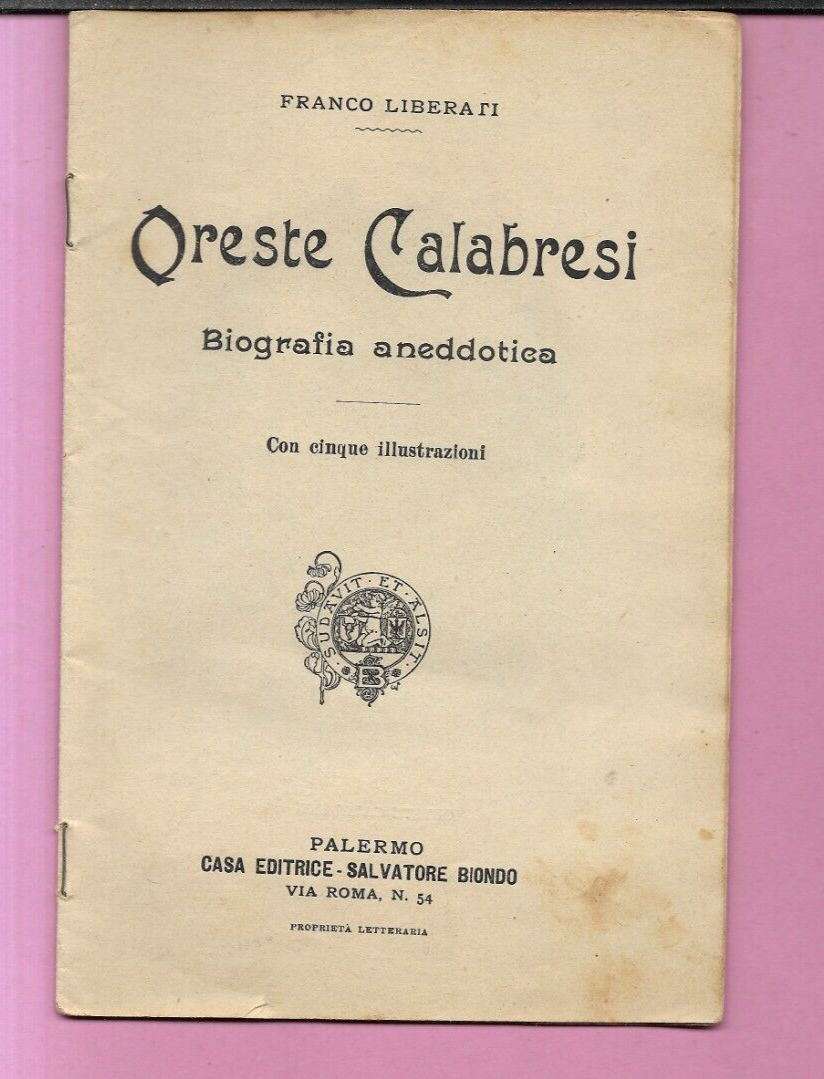 FRANCO LIBERATI
Oreste Calabresi
Biografia aneddotica
Con cinque illustrazioni
· SUDAVIT · ET · ALSIT ·
B
PALERMO
CASA EDITRICE - SALVATORE BIONDO
VIA ROMA, N. 54
PROPRIETÀ LETTERARIA